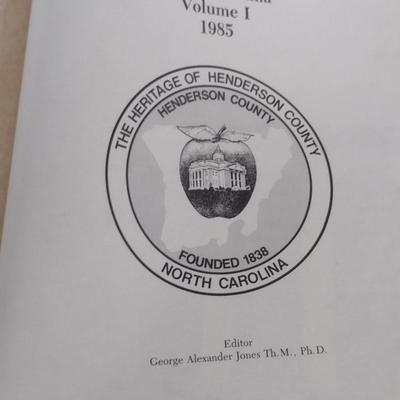 Volume I
1985
THE HERITAGE OF HENDERSON COUNTY
HENDERSON COUNTY
FOUNDED 1838
NORTH CAROLINA
Editor
George Alexander Jones Th.M., Ph.D.